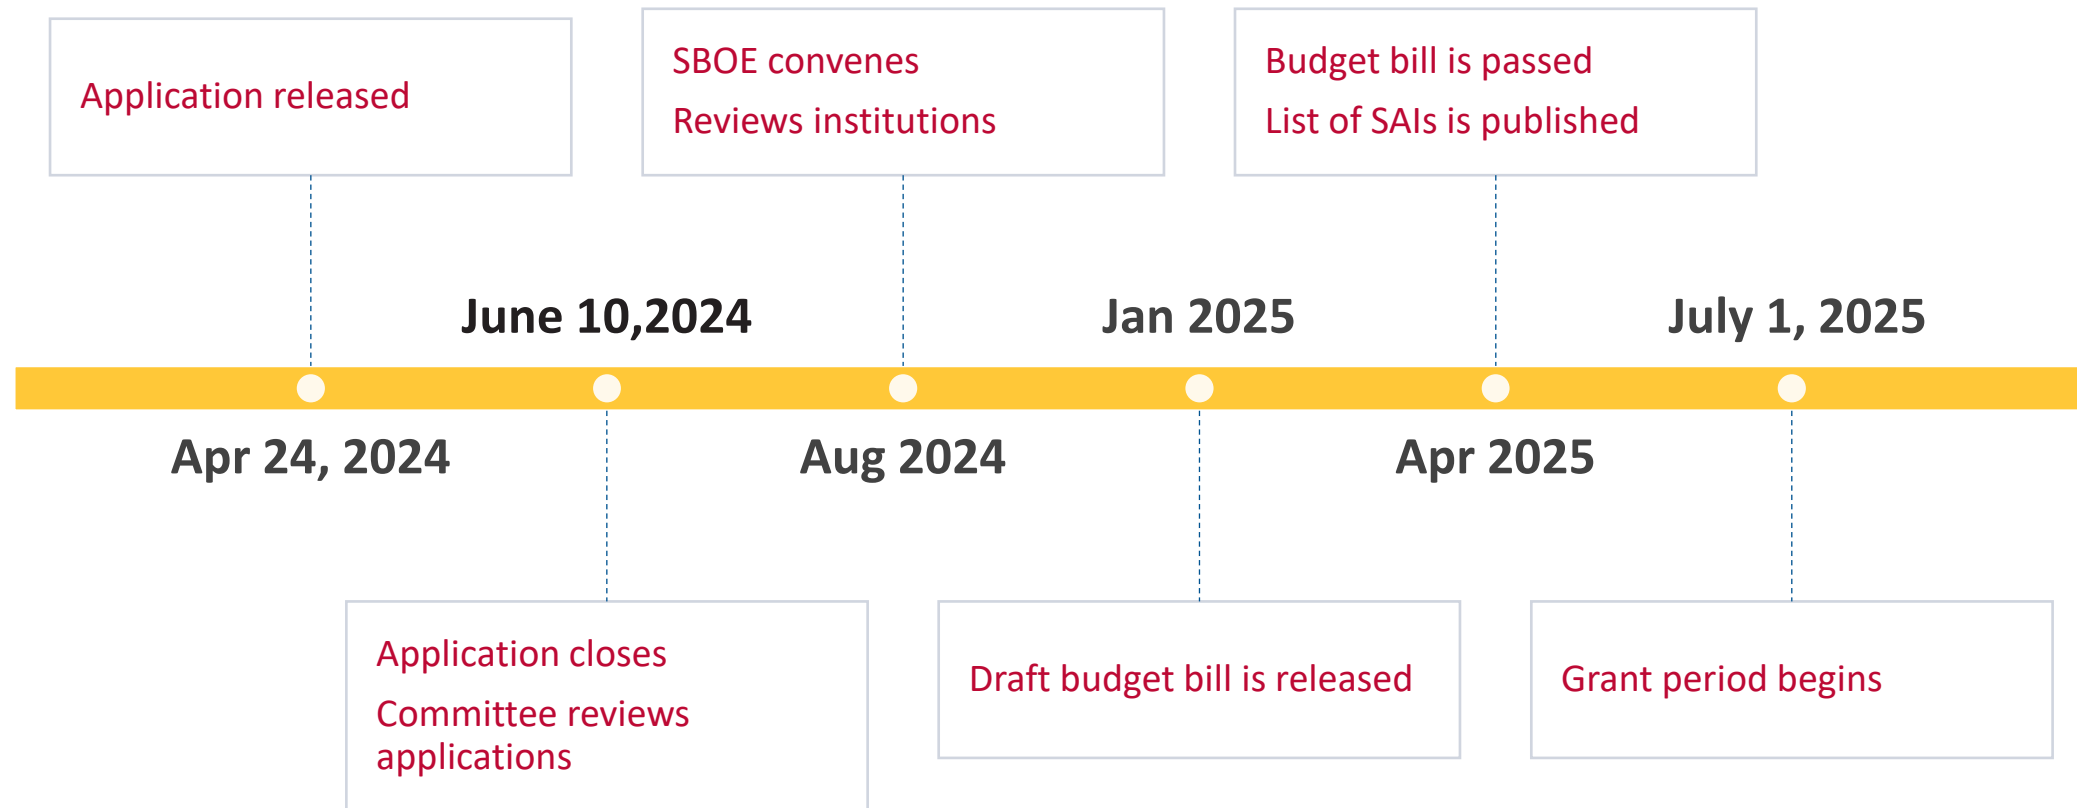 Application released
SBOE convenes
Reviews institutions
Budget bill is passed
List of SAIs is published
June 10,2024
Jan 2025
July 1, 2025
Apr 24, 2024
Aug 2024
Apr 2025
Application closes
Committee reviews
applications
Draft budget bill is released
Grant period begins